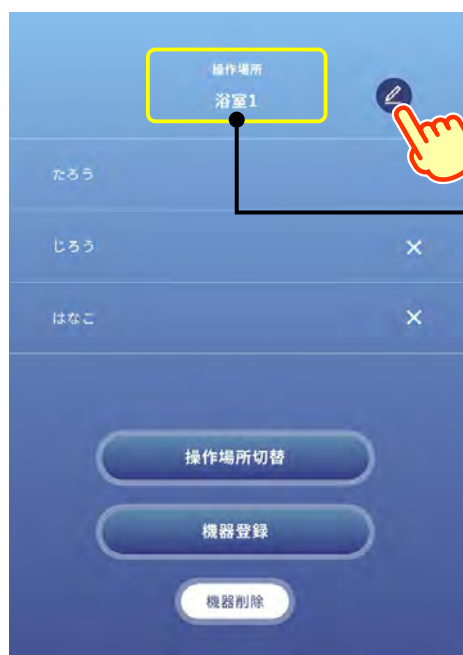 操作場所
浴室1
たろう
じろう
はなこ
操作場所切替
機器登録
機器削除